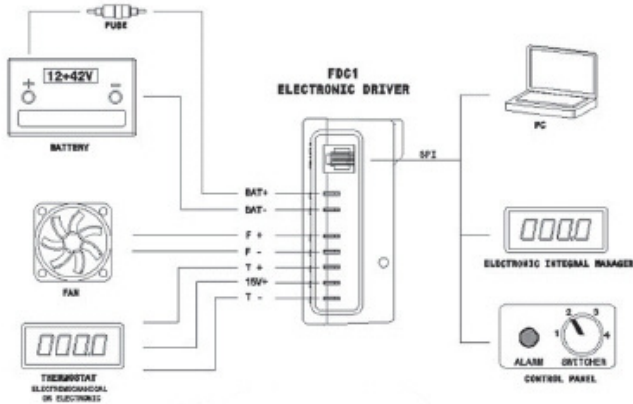 FUSE
12+42V
+ -
BATTERY
FDC1
ELECTRONIC DRIVER
SPI
PC
BAT+
BAT-
F +
F -
T +
15V+
T -
FAN
000.0
THERMOSTAT
ELECTROMECHANICAL
OR ELECTRONIC
000.0
ELECTRONIC INTEGRAL MANAGER
1 2 3 4
ALARM SWITCHER
CONTROL PANEL